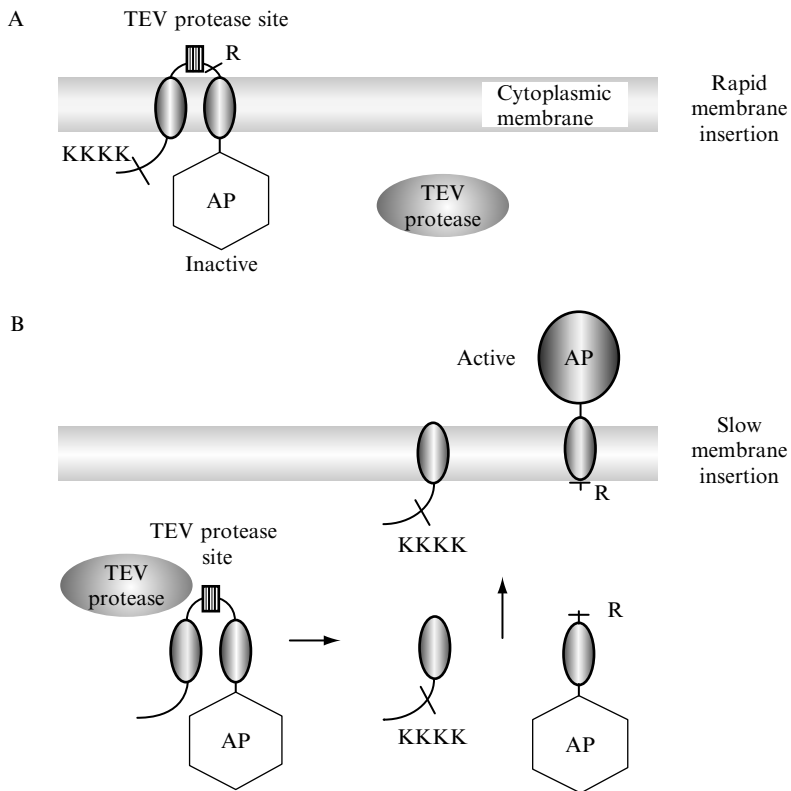 A
TEV protease site
R
Cytoplasmic
membrane
Rapid
membrane
insertion
KKKK
AP
Inactive
TEV
protease
B
Active
AP
Slow
membrane
insertion
R
KKKK
TEV protease
site
TEV
protease
AP
KKKK
R
AP